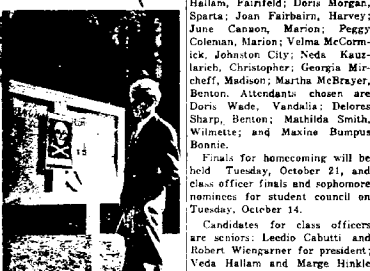 Hallam, Fairfield; Doris Morgan,
Sparta; Joan Fairbairn, Harvey;
June Cannon, Marion; Peggy
Coleman, Marion; Velma McCorm-
ick, Johnston City; Neda Kauz-
larich, Christopher; Georgia Mir-
cheff, Madison; Martha McBrayer,
Benton. Attendants chosen are
Doris Wade, Vandalia; Delores
Sharp, Benton; Mathilda Smith,
Wilmette; and Maxine Bumpus
Bonnie.
Finals for homecoming will be
held Tuesday, October 21, and
class officer finals and sophomore
nominees for student council on
Tuesday, October 14.
Candidates for class officers
are seniors: Leedio Cabutti and
Robert Wiengarner for president;
Veda Hallam and Marge Hinkle